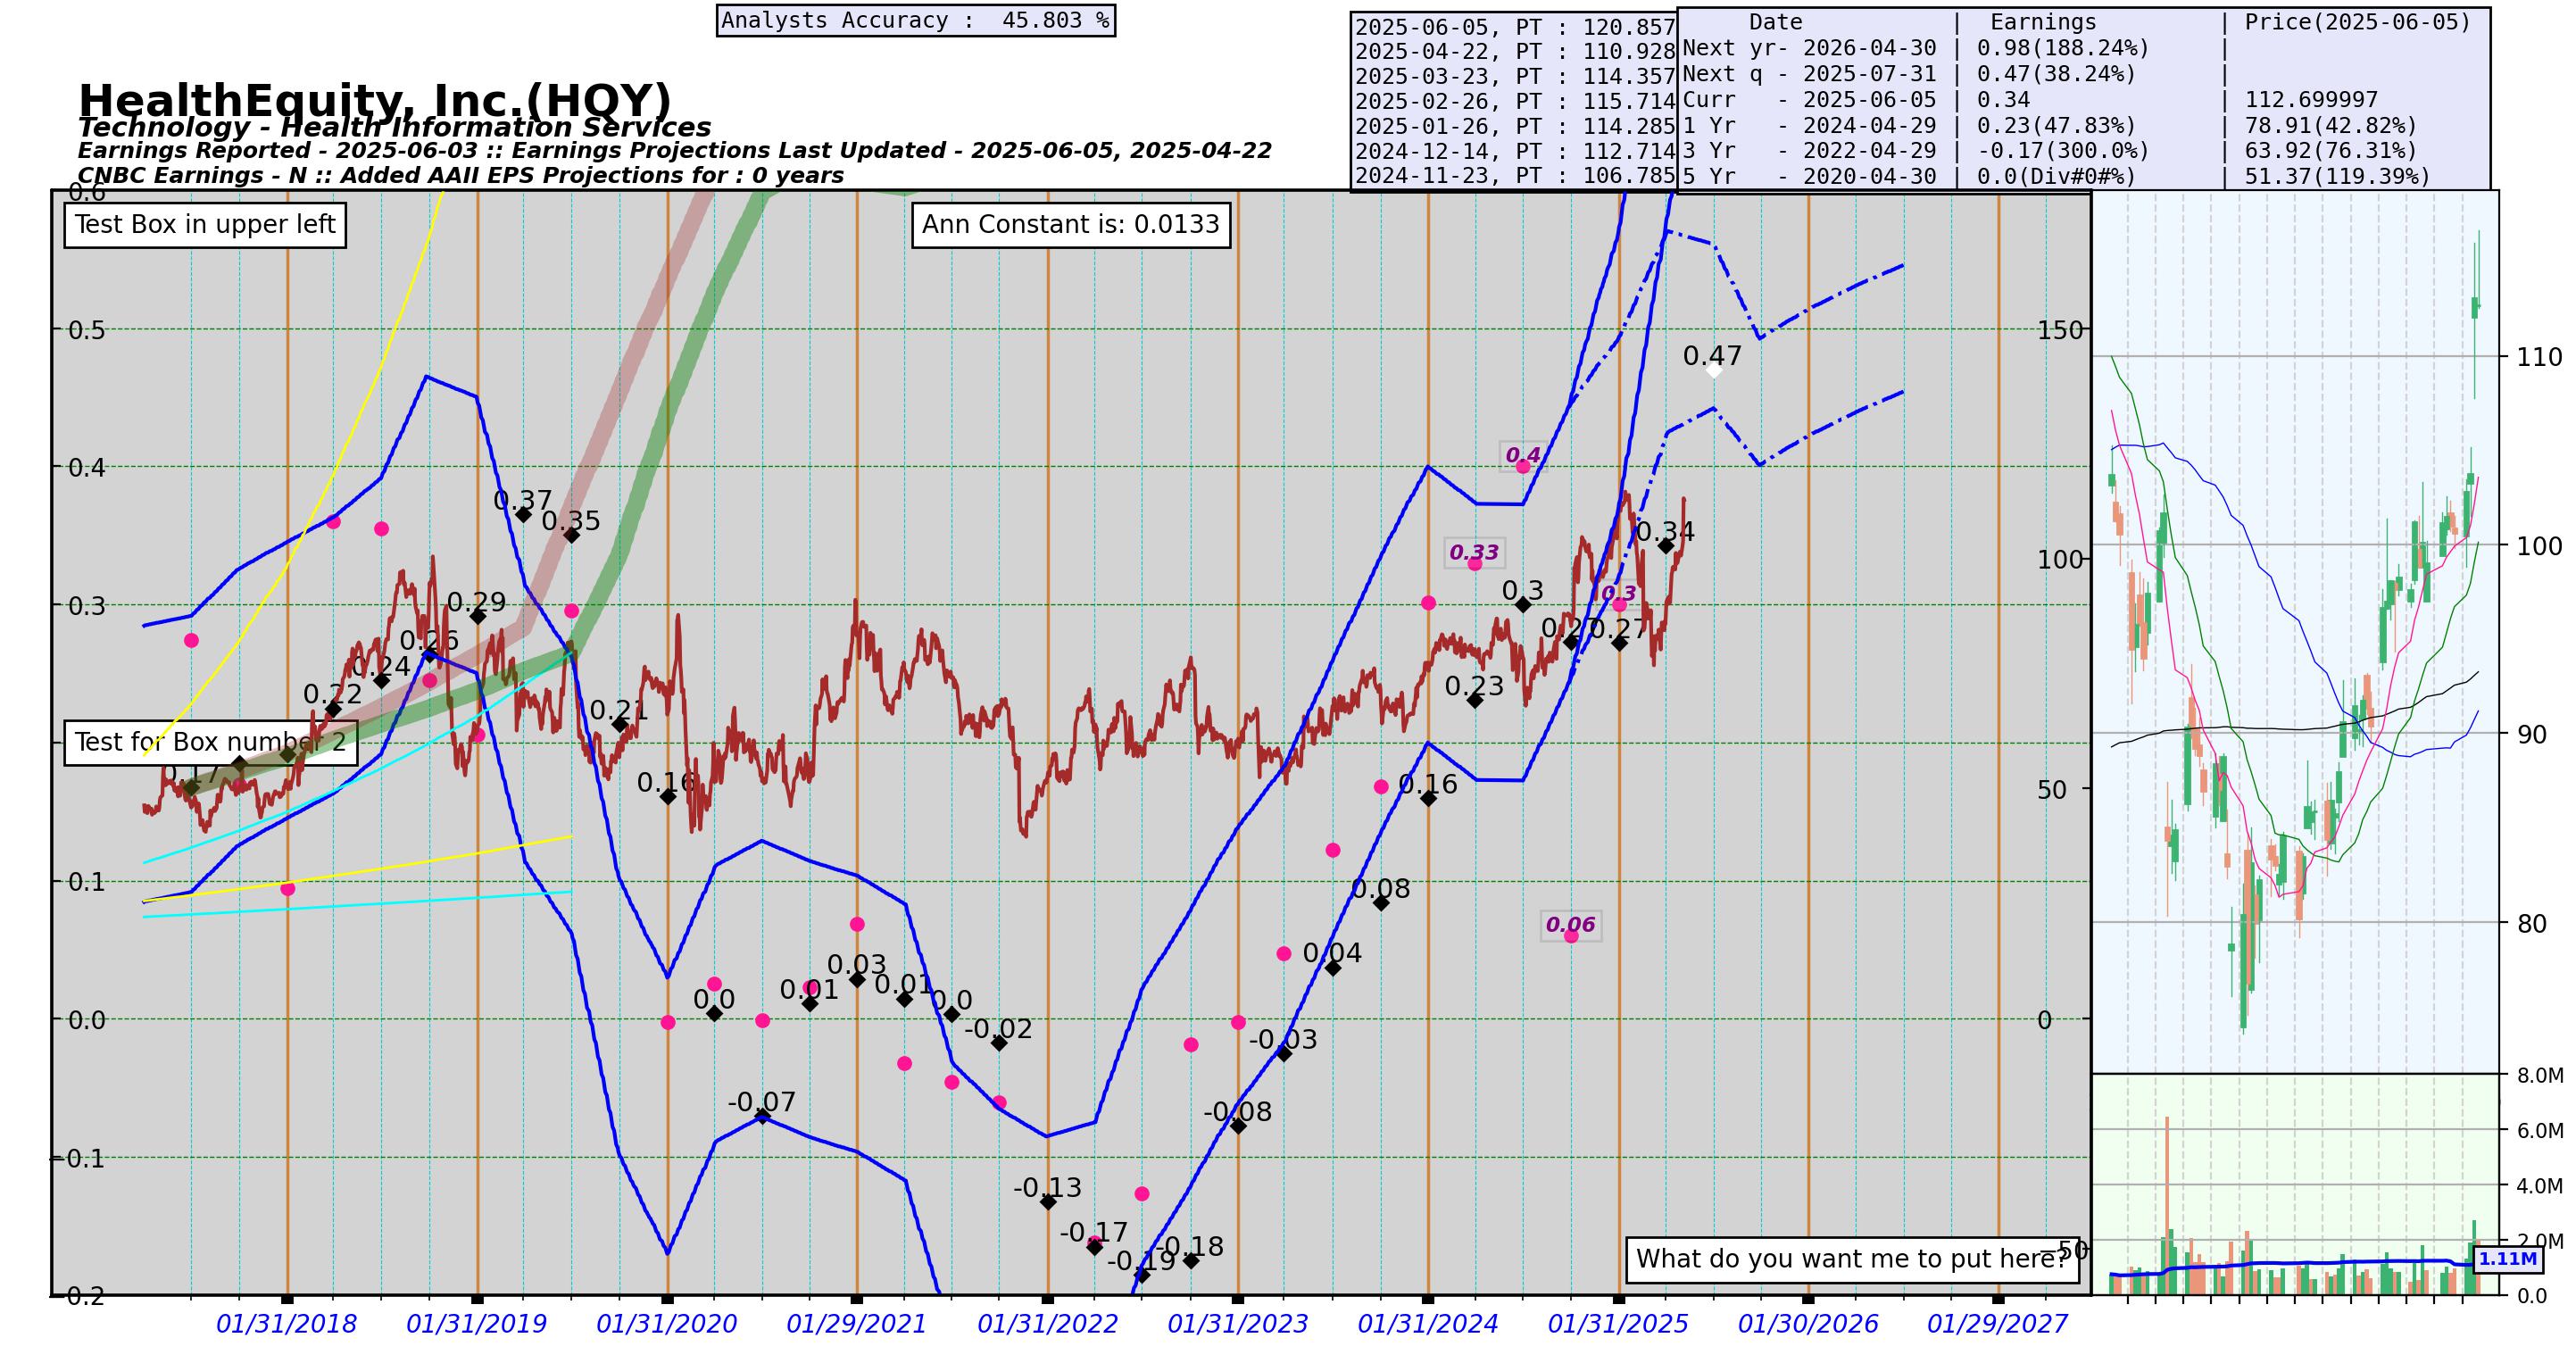 Analysts Accuracy :  45.803 %
2025-06-05, PT : 120.857
2025-04-22, PT : 110.928
2025-03-23, PT : 114.357
2025-02-26, PT : 115.714
2025-01-26, PT : 114.285
2024-12-14, PT : 112.714
2024-11-23, PT : 106.785
Date | Earnings | Price(2025-06-05)
Next yr- 2026-04-30 | 0.98(188.24%) |
Next q - 2025-07-31 | 0.47(38.24%) |
Curr - 2025-06-05 | 0.34 | 112.699997
1 Yr - 2024-04-29 | 0.23(47.83%) | 78.91(42.82%)
3 Yr - 2022-04-29 | -0.17(300.0%) | 63.92(76.31%)
5 Yr - 2020-04-30 | 0.0(Div#0#%) | 51.37(119.39%)
HealthEquity, Inc.(HQY)
Technology - Health Information Services
Earnings Reported - 2025-06-03 :: Earnings Projections Last Updated - 2025-06-05, 2025-04-22
CNBC Earnings - N :: Added AAII EPS Projections for : 0 years
0.6
Test Box in upper left
Ann Constant is: 0.0133
0.5
0.4
0.3
0.1
0.0
−0.1
−0.2
Test for Box number 2
0.17
0.22
0.24
0.26
0.29
0.37
0.35
0.21
0.16
0.0
-0.07
0.01
0.03
0.01
0.0
-0.02
-0.13
-0.17
-0.19
-0.18
-0.08
-0.03
0.04
0.08
0.16
0.23
0.3
0.27
0.27
0.34
0.47
0.33
0.4
0.06
0.3
150
100
50
0
−50
What do you want me to put here?
110
100
90
80
8.0M
6.0M
4.0M
2.0M
1.11M
0.0
01/31/2018
01/31/2019
01/31/2020
01/29/2021
01/31/2022
01/31/2023
01/31/2024
01/31/2025
01/30/2026
01/29/2027